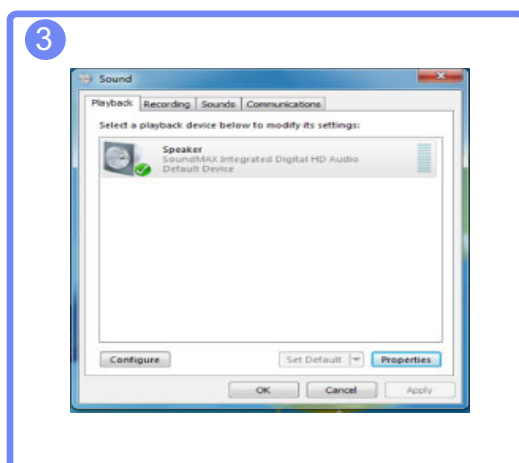 3
Sound
Playback Recording Sounds Communications
Select a playback device below to modify its settings:
Speaker
SoundMAX Integrated Digital HD Audio
Default Device
Configure Set Default Properties
OK Cancel Apply